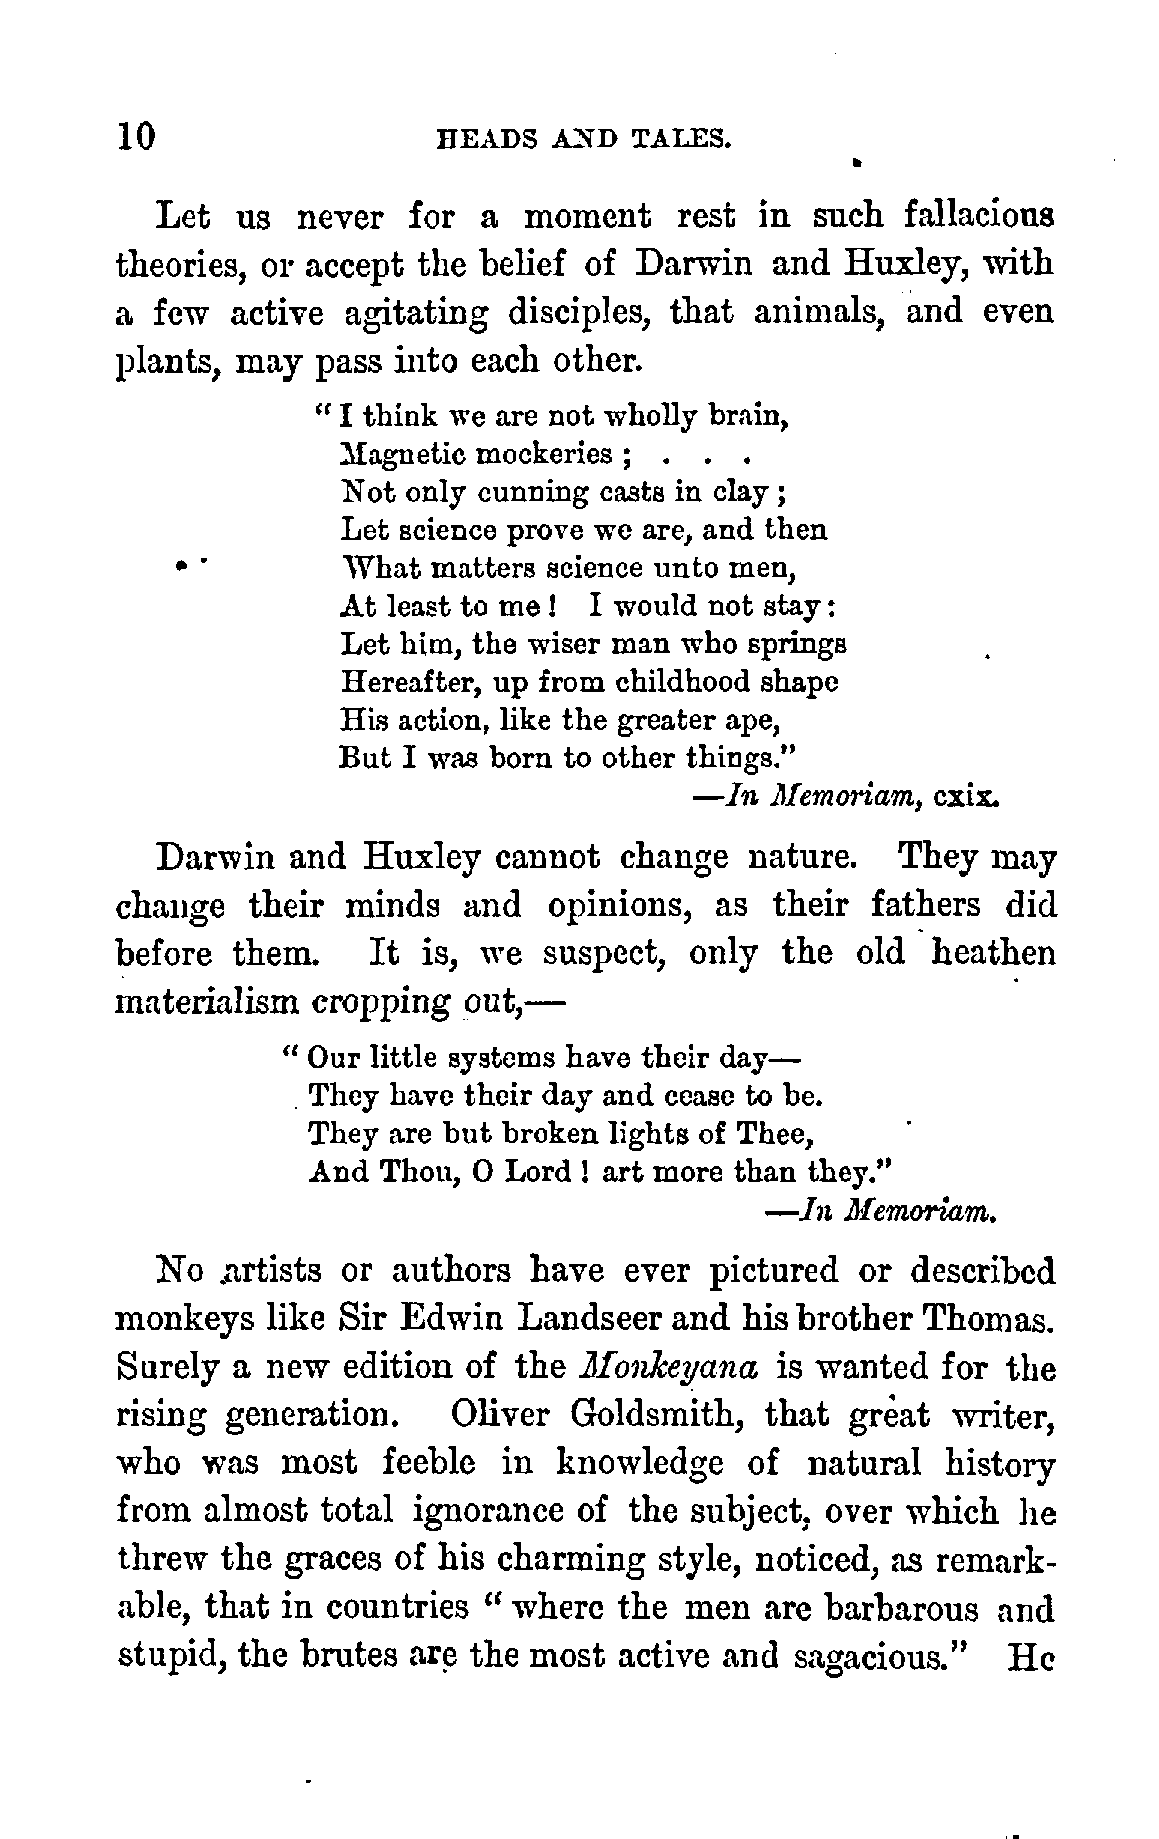 10 HEADS AND TALES.
Let us never for a moment rest in such fallacious
theories, or accept the belief of Darwin and Huxley, with
a few active agitating disciples, that animals, and even
plants, may pass into each other.
“ I think we are not wholly brain,
Magnetic mockeries ; . . .
Not only cunning casts in clay ;
Let science prove we are, and then
What matters science unto men,
At least to me ! I would not stay :
Let him, the wiser man who springs
Hereafter, up from childhood shape
His action, like the greater ape,
But I was born to other things.”
—In Memoriam, cxix.
Darwin and Huxley cannot change nature. They may
change their minds and opinions, as their fathers did
before them. It is, we suspect, only the old heathen
materialism cropping out,—
“ Our little systems have their day—
They have their day and cease to be.
They are but broken lights of Thee,
And Thou, O Lord ! art more than they.”
—In Memoriam.
No artists or authors have ever pictured or described
monkeys like Sir Edwin Landseer and his brother Thomas.
Surely a new edition of the Monkeyana is wanted for the
rising generation. Oliver Goldsmith, that great writer,
who was most feeble in knowledge of natural history
from almost total ignorance of the subject, over which he
threw the graces of his charming style, noticed, as remark-
able, that in countries “ where the men are barbarous and
stupid, the brutes are the most active and sagacious.” He